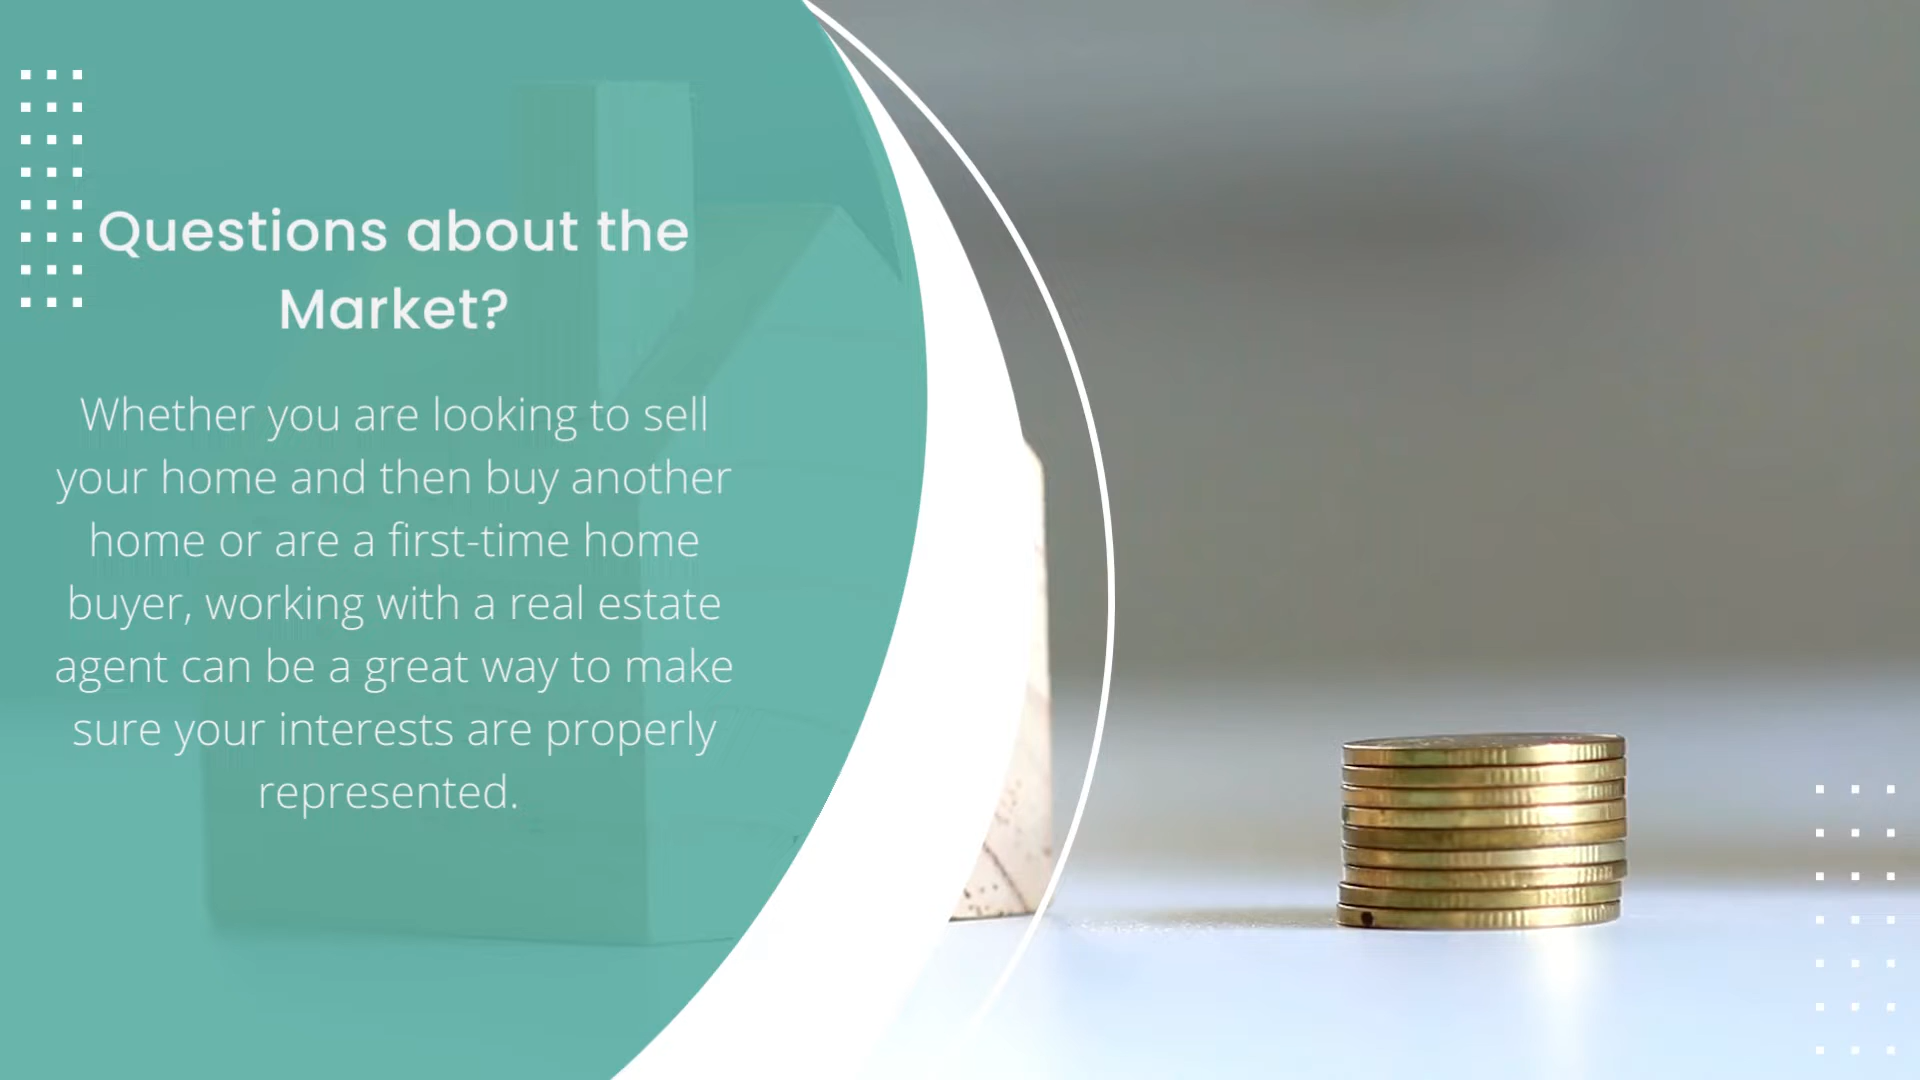 Questions about the
Market?
Whether you are looking to sell
your home and then buy another
home or are a first-time home
buyer, working with a real estate
agent can be a great way to make
sure your interests are properly
represented.